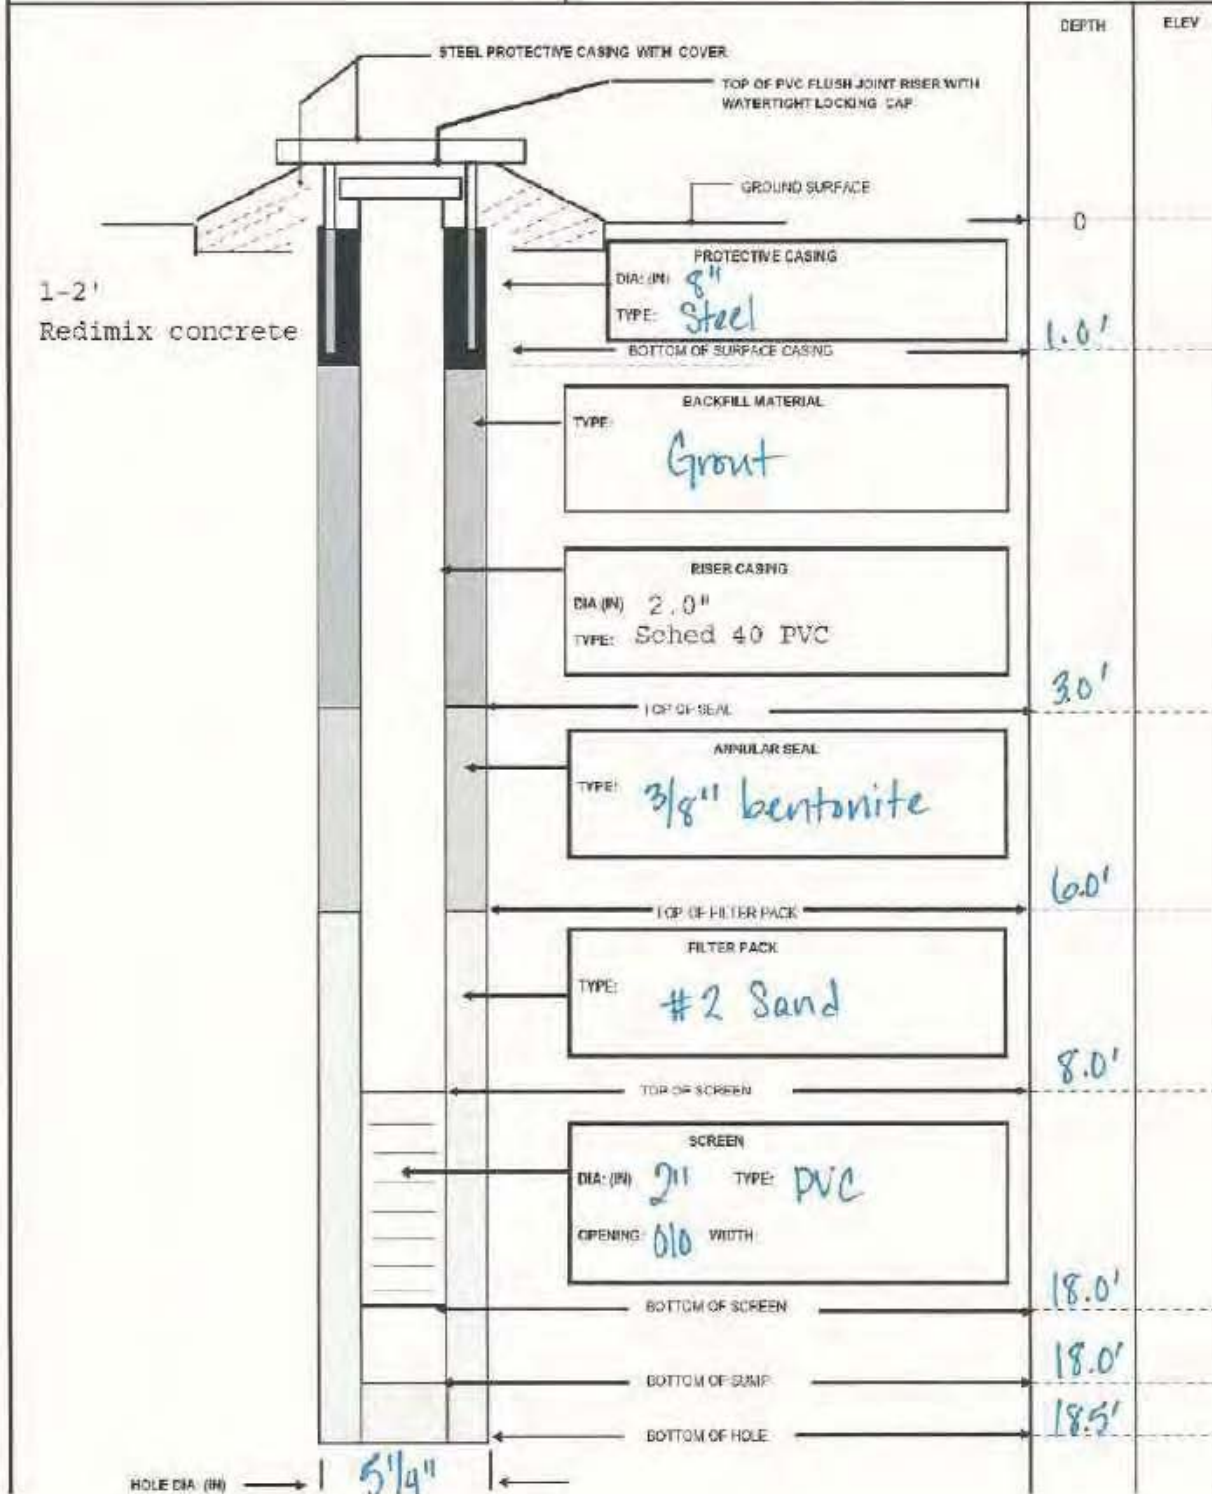 DEPTH ELEV
STEEL PROTECTIVE CASING WITH COVER
TOP OF PVC FLUSH JOINT RISER WITH
WATERTIGHT LOCKING CAP
GROUND SURFACE
0
PROTECTIVE CASING
DIA: (IN) 8"
TYPE: Steel
1-2'
Redimix concrete
BOTTOM OF SURFACE CASING 1.0'
BACKFILL MATERIAL
TYPE:
Grout
RISER CASING
DIA (IN) 2.0"
TYPE: Sched 40 PVC
TOP OF SEAL 3.0'
ANNULAR SEAL
TYPE: 3/8" bentonite
TOP OF FILTER PACK 6.0'
FILTER PACK
TYPE: #2 Sand
TOP OF SCREEN 8.0'
SCREEN
DIA: (IN) 2" TYPE: PVC
OPENING: 010 WIDTH
BOTTOM OF SCREEN 18.0'
BOTTOM OF SUMP 18.0'
BOTTOM OF HOLE 18.5'
HOLE DIA (IN) 5 1/4"